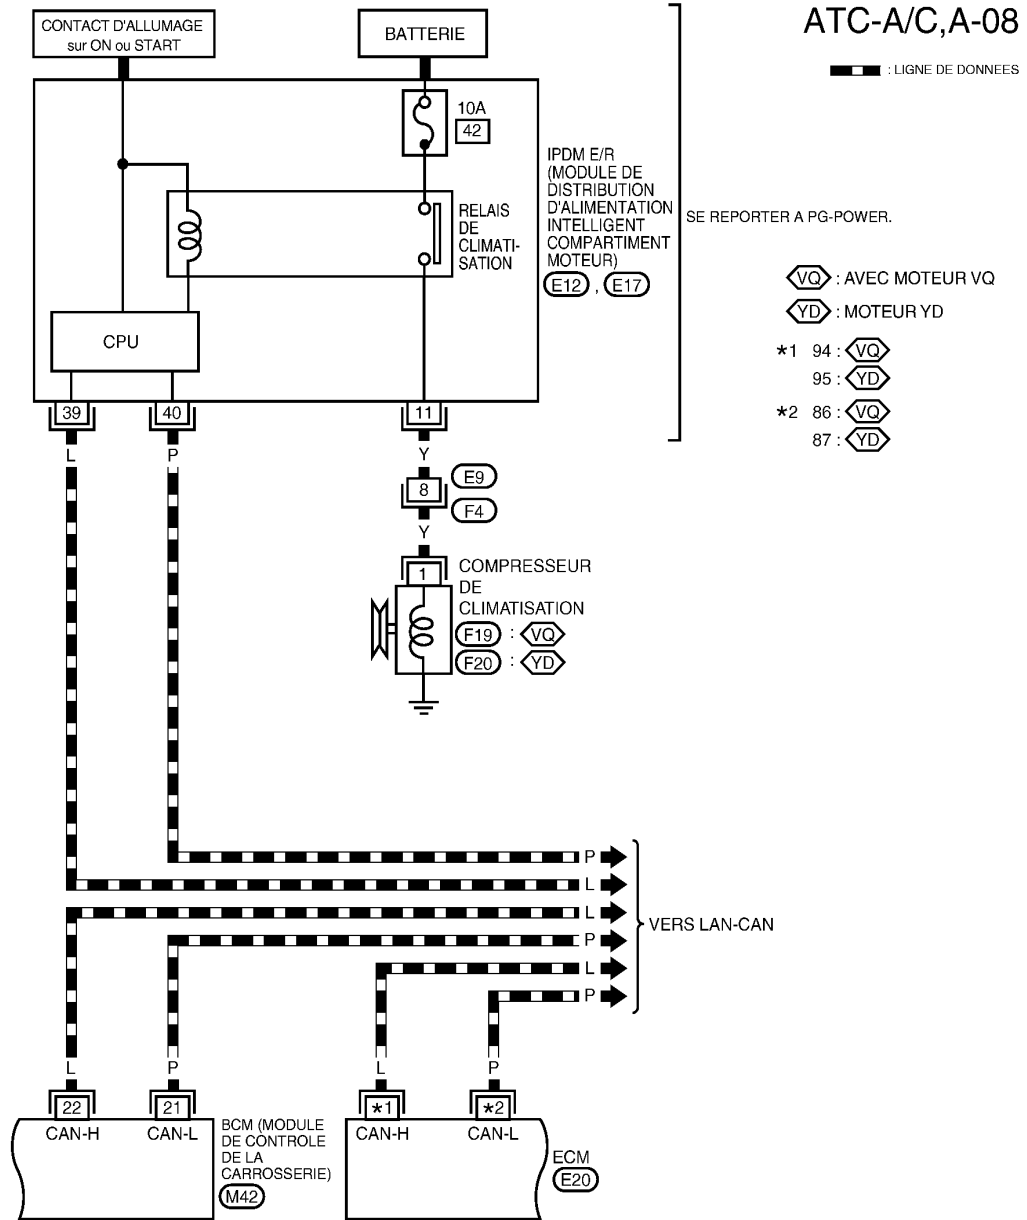 ATC-A/C,A-08
: LIGNE DE DONNEES
CONTACT D'ALLUMAGE
sur ON ou START
BATTERIE
10A
42
IPDM E/R
(MODULE DE
DISTRIBUTION
D'ALIMENTATION
INTELLIGENT
COMPARTIMENT
MOTEUR)
E12 , E17
RELAIS
DE
CLIMATI-
SATION
SE REPORTER A PG-POWER.
CPU
VQ : AVEC MOTEUR VQ
YD : MOTEUR YD
*1 94 : VQ
95 : YD
*2 86 : VQ
87 : YD
39
40
11
L
P
Y
8
E9
F4
Y
1
COMPRESSEUR
DE
CLIMATISATION
F19 : VQ
F20 : YD
P
L
L
P
L
P
VERS LAN-CAN
L
P
L
P
22
21
*1
*2
CAN-H
CAN-L
CAN-H
CAN-L
BCM (MODULE
DE CONTROLE
DE LA
CARROSSERIE)
M42
ECM
E20